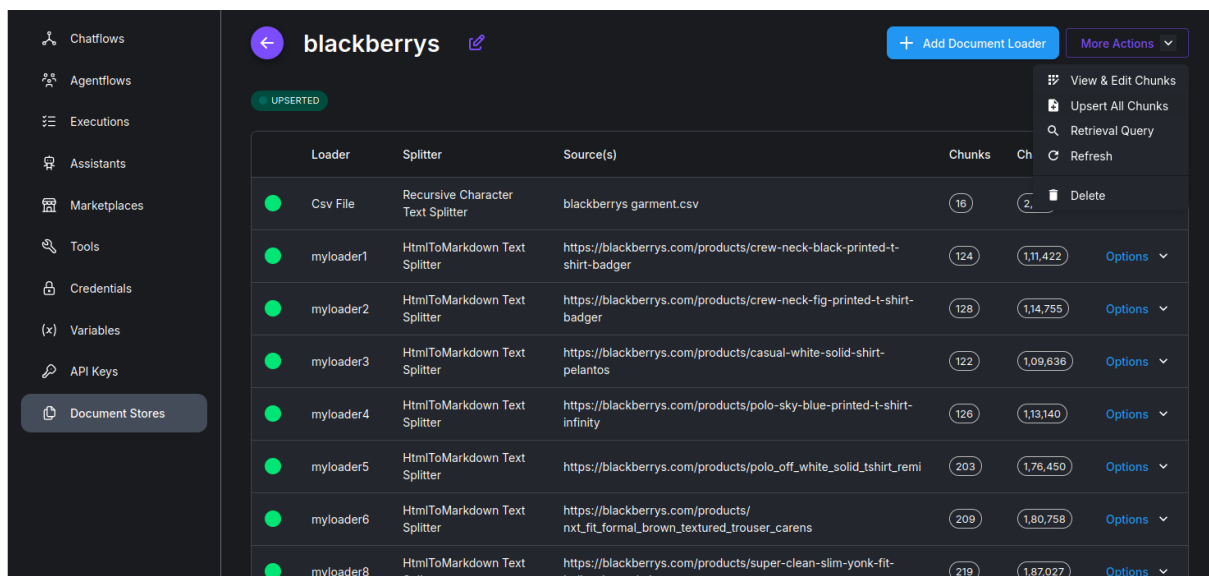 Chatflows
Agentflows
Executions
Assistants
Marketplaces
Tools
Credentials
(x) Variables
API Keys
Document Stores
blackberrys
+ Add Document Loader
More Actions
View & Edit Chunks
Upsert All Chunks
Retrieval Query
Refresh
Delete
UPSERTED
Loader Splitter Source(s) Chunks Ch
Csv File Recursive Character blackberrys garment.csv 16 2,
Text Splitter
myloader1 HtmlToMarkdown Text https://blackberrys.com/products/crew-neck-black-printed-t- 124 1,11,422 Options
Splitter shirt-badger
myloader2 HtmlToMarkdown Text https://blackberrys.com/products/crew-neck-fig-printed-t-shirt- 128 1,14,755 Options
Splitter badger
myloader3 HtmlToMarkdown Text https://blackberrys.com/products/casual-white-solid-shirt- 122 1,09,636 Options
Splitter pelantos
myloader4 HtmlToMarkdown Text https://blackberrys.com/products/polo-sky-blue-printed-t-shirt- 126 1,13,140 Options
Splitter infinity
myloader5 HtmlToMarkdown Text https://blackberrys.com/products/polo_off_white_solid_tshirt_remi 203 1,76,450 Options
Splitter
myloader6 HtmlToMarkdown Text https://blackberrys.com/products/ 209 1,80,758 Options
Splitter nxt_fit_formal_brown_textured_trouser_carens
myloader8 HtmlToMarkdown Text https://blackberrys.com/products/super-clean-slim-yonk-fit- 219 1,87,027 Options